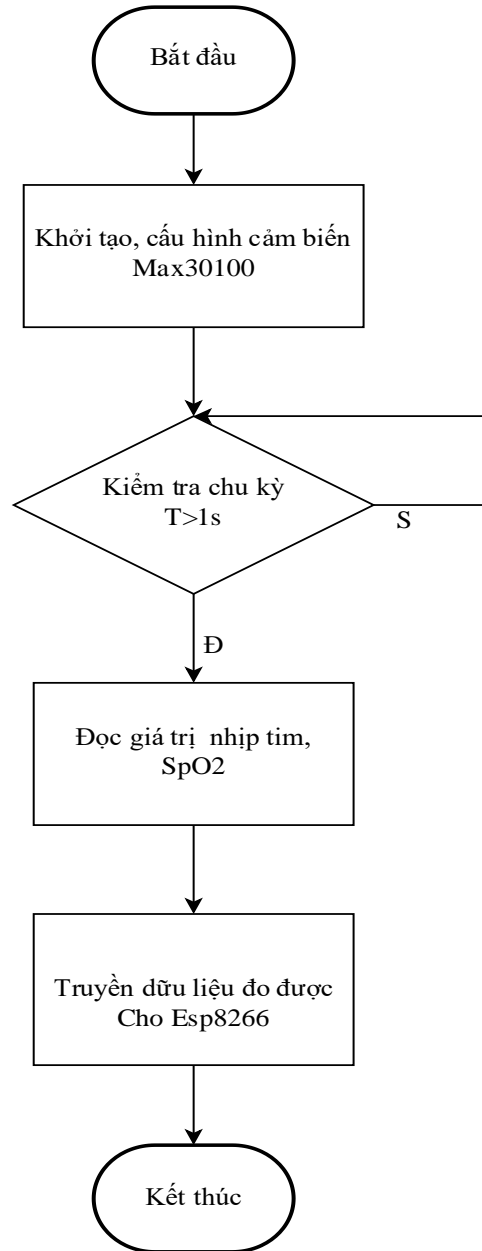 Bắt đầu
Khởi tạo, cấu hình cảm biến
Max30100
Kiểm tra chu kỳ
T>1s
S
Đ
Đọc giá trị nhịp tim,
SpO2
Truyền dữu liệu đo được
Cho Esp8266
Kết thúc